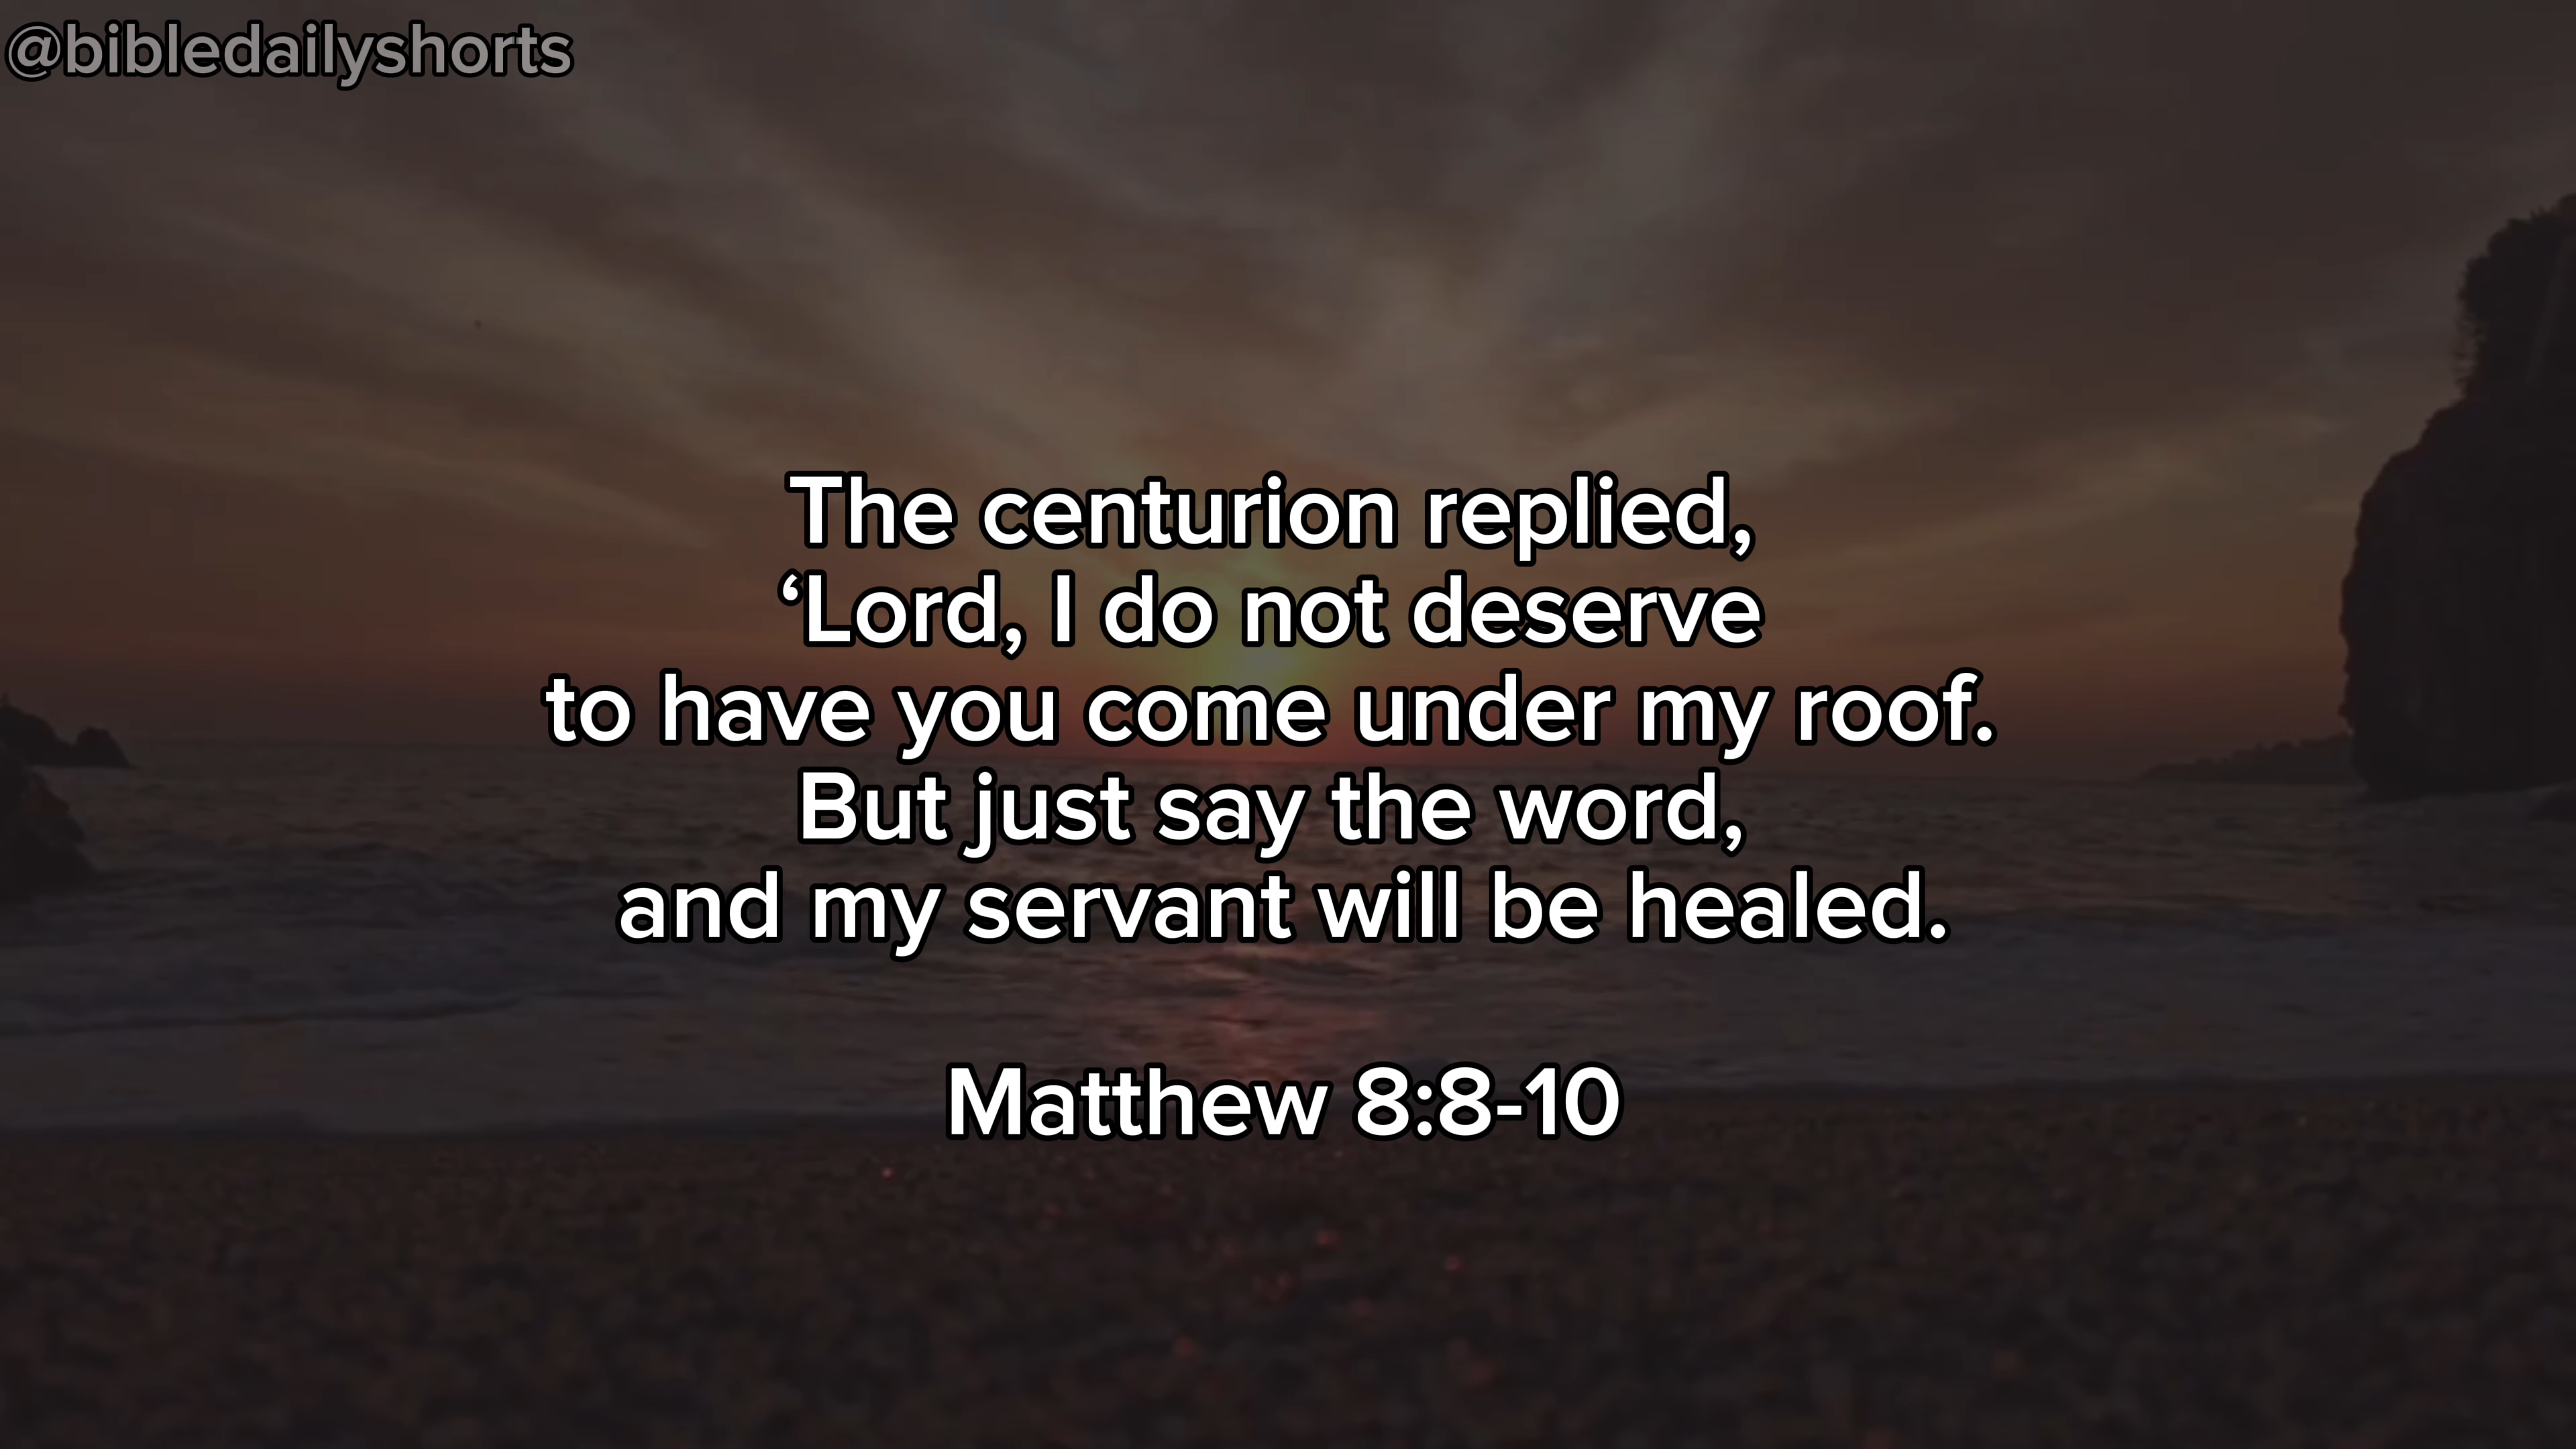 @bibledailyshorts
The centurion replied,
‘Lord, I do not deserve
to have you come under my roof.
But just say the word,
and my servant will be healed.
Matthew 8:8-10